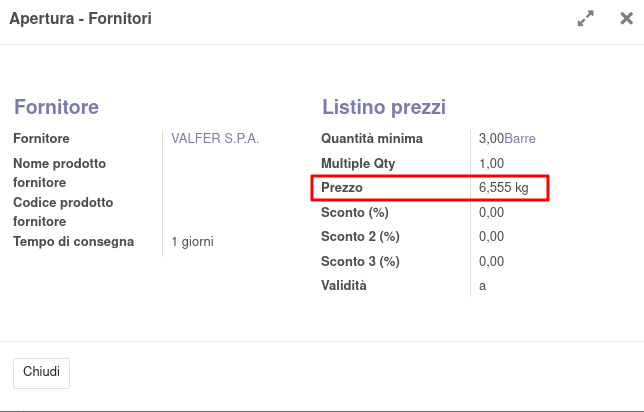 Apertura - Fornitori
Fornitore
Fornitore VALFER S.P.A.
Nome prodotto
fornitore
Codice prodotto
fornitore
Tempo di consegna 1 giorni
Listino prezzi
Quantità minima 3,00Barre
Multiple Qty 1,00
Prezzo 6,555 kg
Sconto (%) 0,00
Sconto 2 (%) 0,00
Sconto 3 (%) 0,00
Validità a
Chiudi